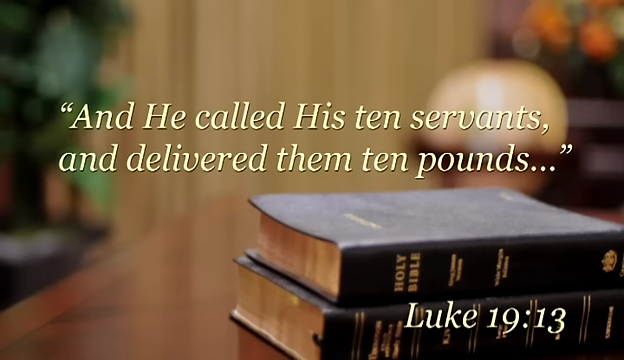 “And He called His ten servants,
and delivered them ten pounds...”
HOLY
BIBLE
Luke 19:13